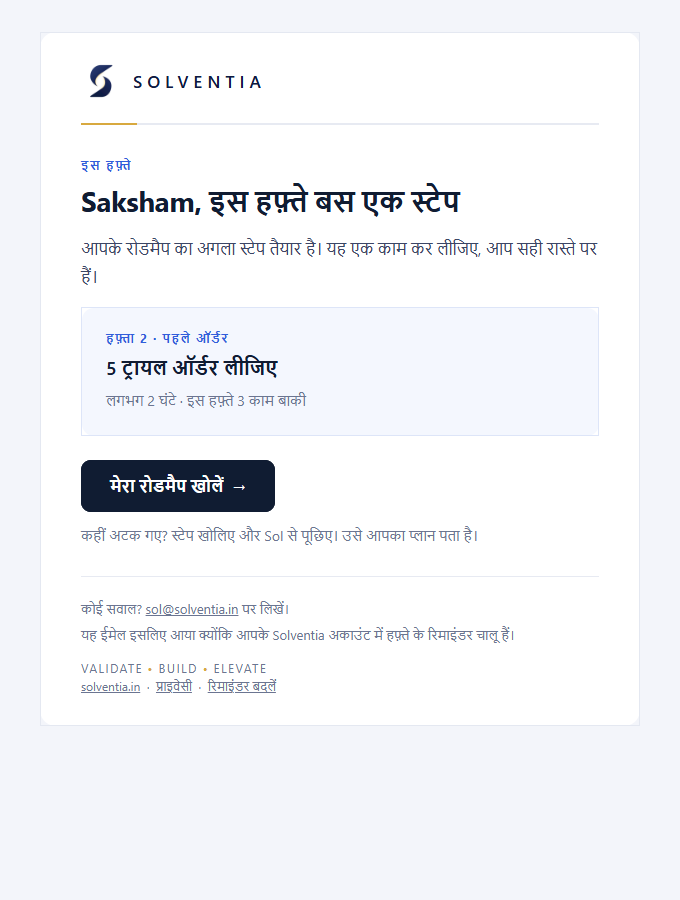 SOLVENTIA
इस हफ़्ते
Saksham, इस हफ़्ते बस एक स्टेप
आपके रोडमैप का अगला स्टेप तैयार है। यह एक काम कर लीजिए, आप सही रास्ते पर
हैं।
हफ़्ता 2 · पहले ऑर्डर
5 ट्रायल ऑर्डर लीजिए
लगभग 2 घंटे · इस हफ़्ते 3 काम बाकी
मेरा रोडमैप खोलें →
कहीं अटक गए? स्टेप खोलिए और Sol से पूछिए। उसे आपका प्लान पता है।
कोई सवाल? sol@solventia.in पर लिखें।
यह ईमेल इसलिए आया क्योंकि आपके Solventia अकाउंट में हफ़्ते के रिमाइंडर चालू हैं।
VALIDATE • BUILD • ELEVATE
solventia.in · प्राइवेसी · रिमाइंडर बदलें